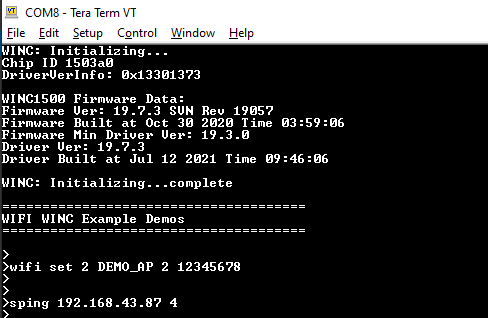 COM8 - Tera Term VT
File Edit Setup Control Window Help
WINC: Initializing...
Chip ID 1503a0
DriverVerInfo: 0x13301373
WINC1500 Firmware Data:
Firmware Ver: 19.7.3 SVN Rev 19057
Firmware Built at Oct 30 2020 Time 03:59:06
Firmware Min Driver Ver: 19.3.0
Driver Ver: 19.7.3
Driver Built at Jul 12 2021 Time 09:46:06
WINC: Initializing...complete
======================================
WIFI WINC Example Demos
======================================
>
>wifi set 2 DEMO_AP 2 12345678
>
>
>sping 192.168.43.87 4
>